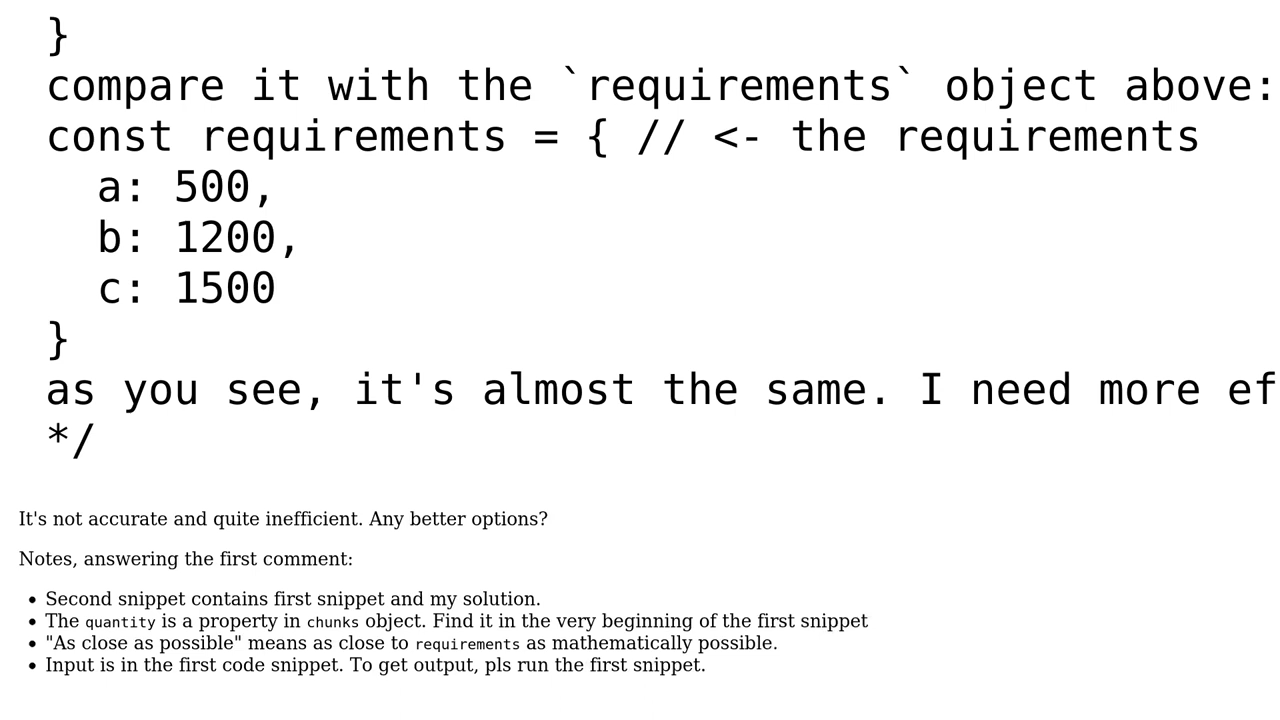 }
compare it with the `requirements` object above:
const requirements = { // <- the requirements
  a: 500,
  b: 1200,
  c: 1500
}
as you see, it's almost the same. I need more ef
*/
It's not accurate and quite inefficient. Any better options?
Notes, answering the first comment:
• Second snippet contains first snippet and my solution.
• The quantity is a property in chunks object. Find it in the very beginning of the first snippet
• "As close as possible" means as close to requirements as mathematically possible.
• Input is in the first code snippet. To get output, pls run the first snippet.